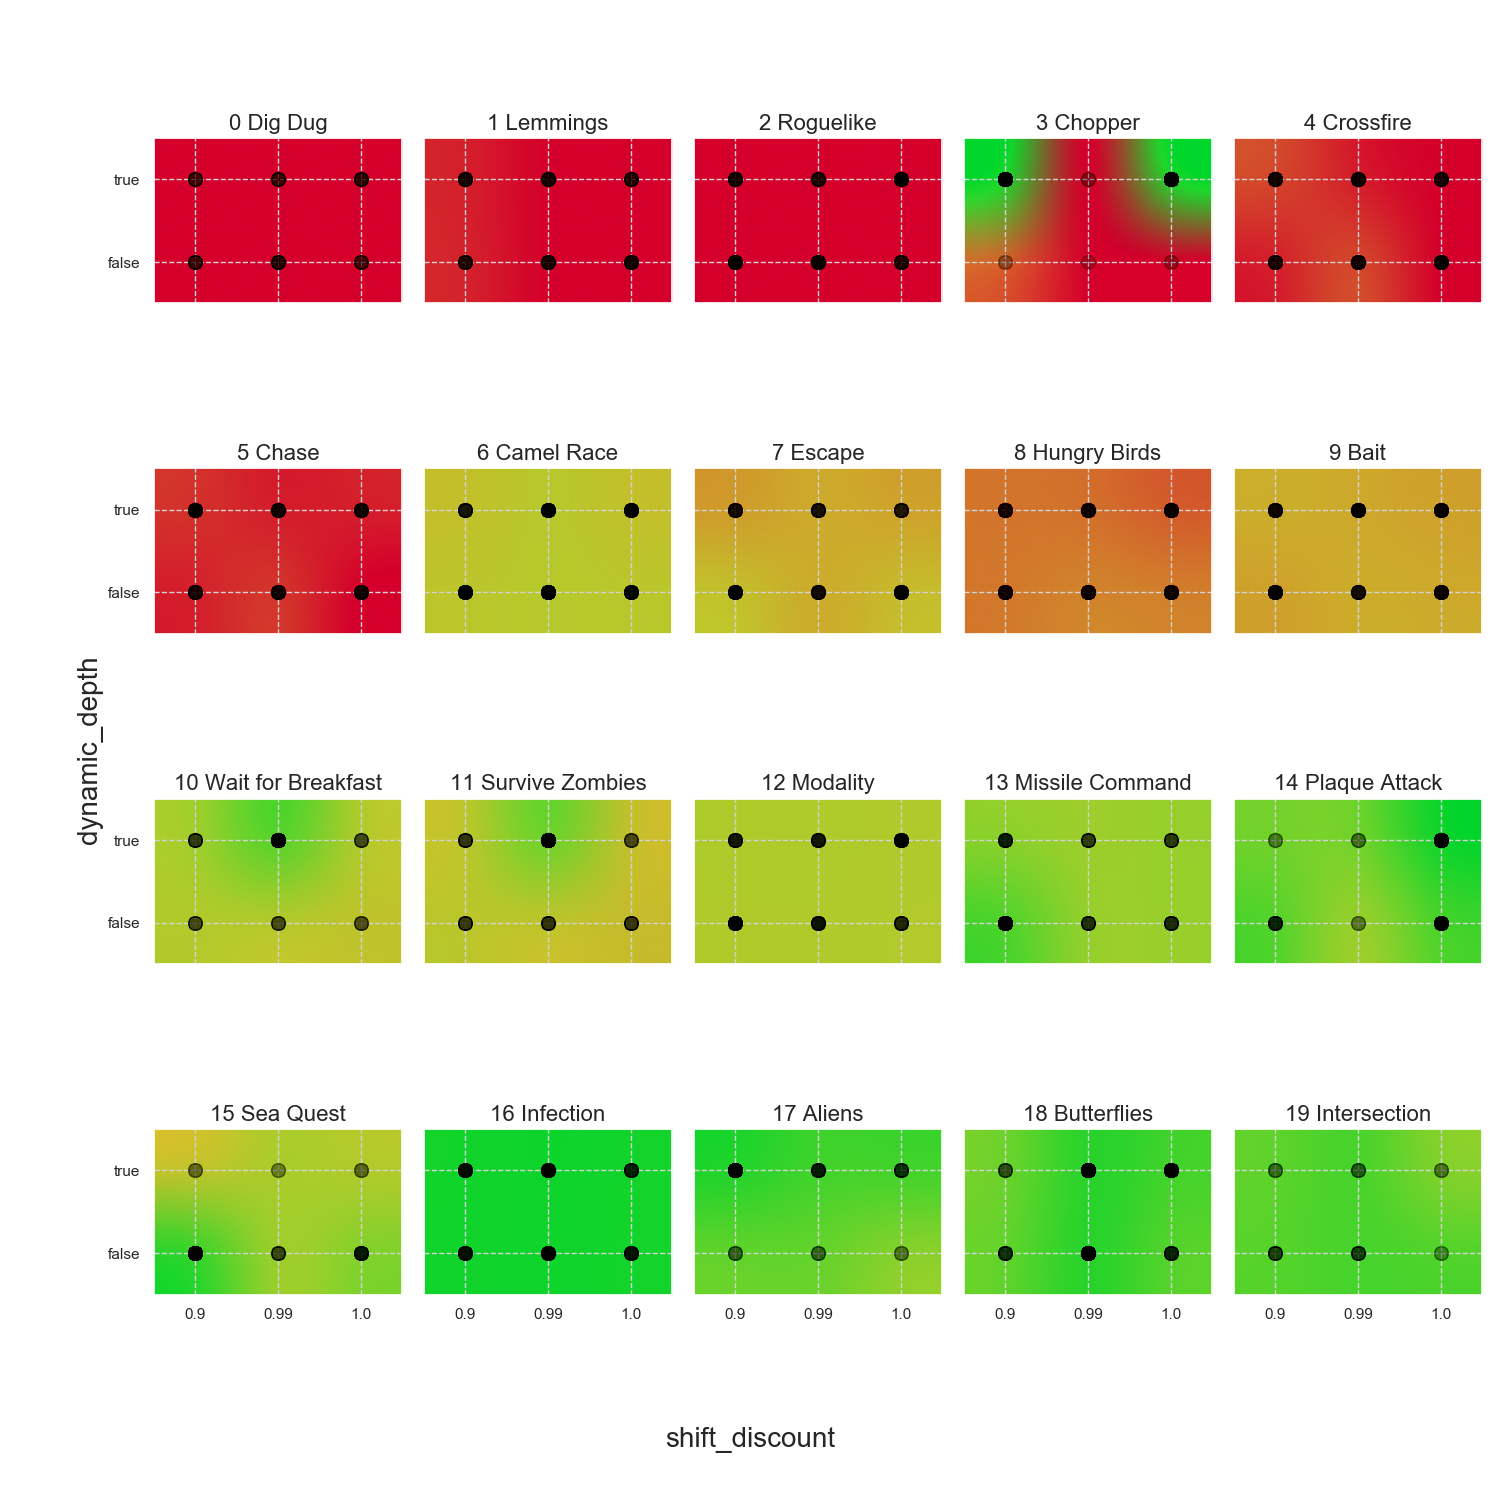 0 Dig Dug
1 Lemmings
2 Roguelike
3 Chopper
4 Crossfire
true
false
5 Chase
6 Camel Race
7 Escape
8 Hungry Birds
9 Bait
true
false
dynamic_depth
10 Wait for Breakfast
11 Survive Zombies
12 Modality
13 Missile Command
14 Plaque Attack
true
false
15 Sea Quest
16 Infection
17 Aliens
18 Butterflies
19 Intersection
true
false
0.9 0.99 1.0
0.9 0.99 1.0
0.9 0.99 1.0
0.9 0.99 1.0
0.9 0.99 1.0
shift_discount